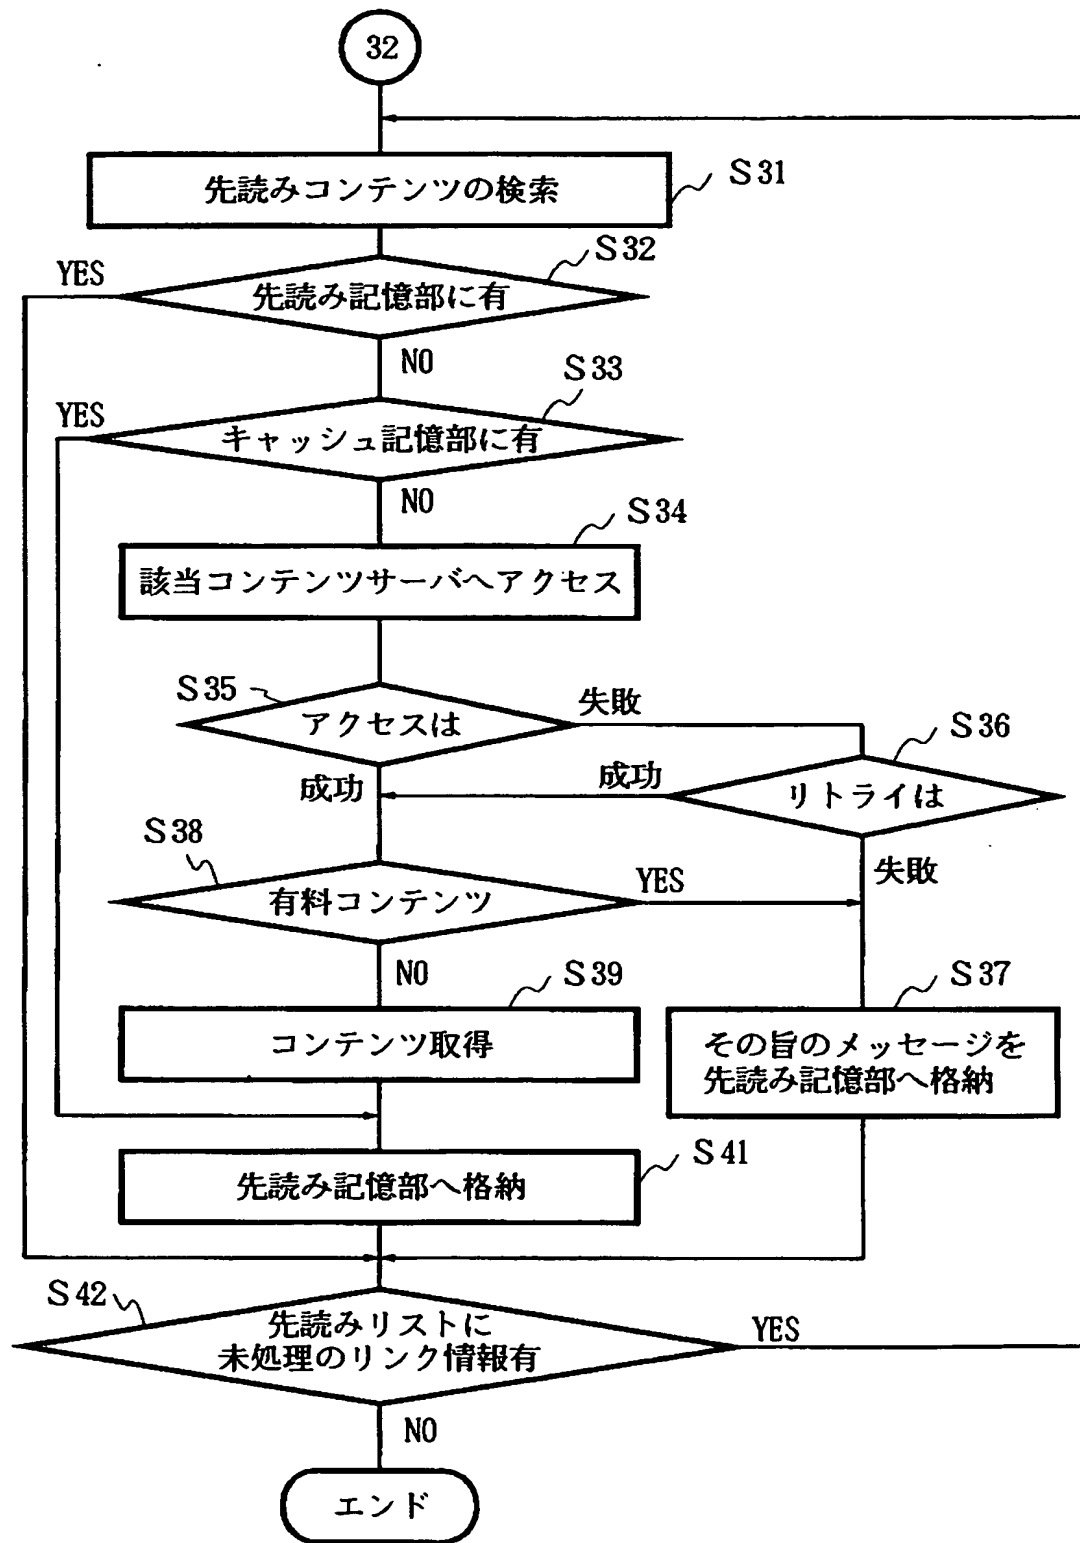 32
先読みコンテンツの検索
S31
S32
YES
先読み記憶部に有
NO
S33
YES
キャッシュ記憶部に有
NO
S34
該当コンテンツサーバへアクセス
S35
アクセスは
失敗
S36
成功
成功
リトライは
S38
失敗
有料コンテンツ
YES
NO
S39
S37
コンテンツ取得
その旨のメッセージを
先読み記憶部へ格納
S41
先読み記憶部へ格納
S42
先読みリストに
未処理のリンク情報有
YES
NO
エンド